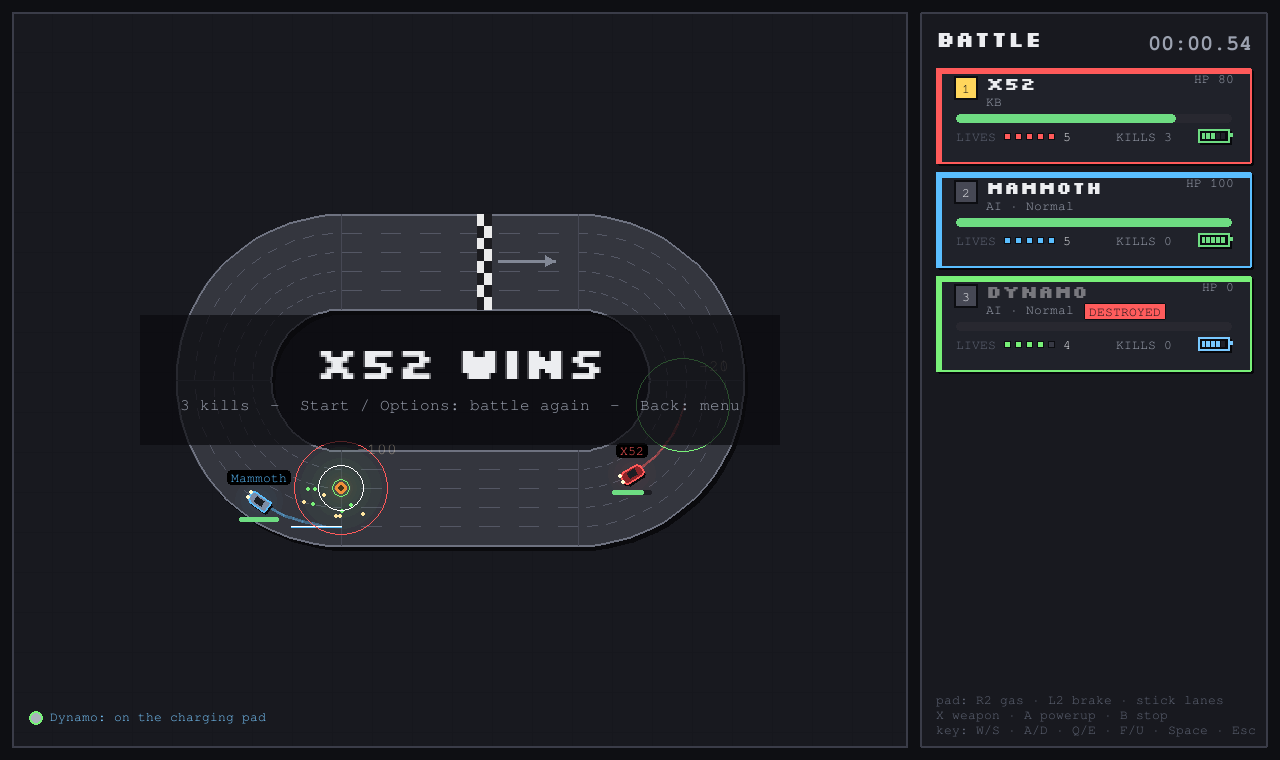 BATTLE
00:00.54
1
X52
HP 80
KB
LIVES 5 KILLS 3
2
MAMMOTH
HP 100
AI · Normal
LIVES 5 KILLS 0
3
DYNAMO
HP 0
AI · Normal DESTROYED
LIVES 4 KILLS 0
X52 WINS
3 kills – Start / Options: battle again – Back: menu
-20
-100
X52
Mammoth
Dynamo: on the charging pad
pad: R2 gas · L2 brake · stick lanes
X weapon · A powerup · B stop
key: W/S · A/D · Q/E · F/U · Space · Esc